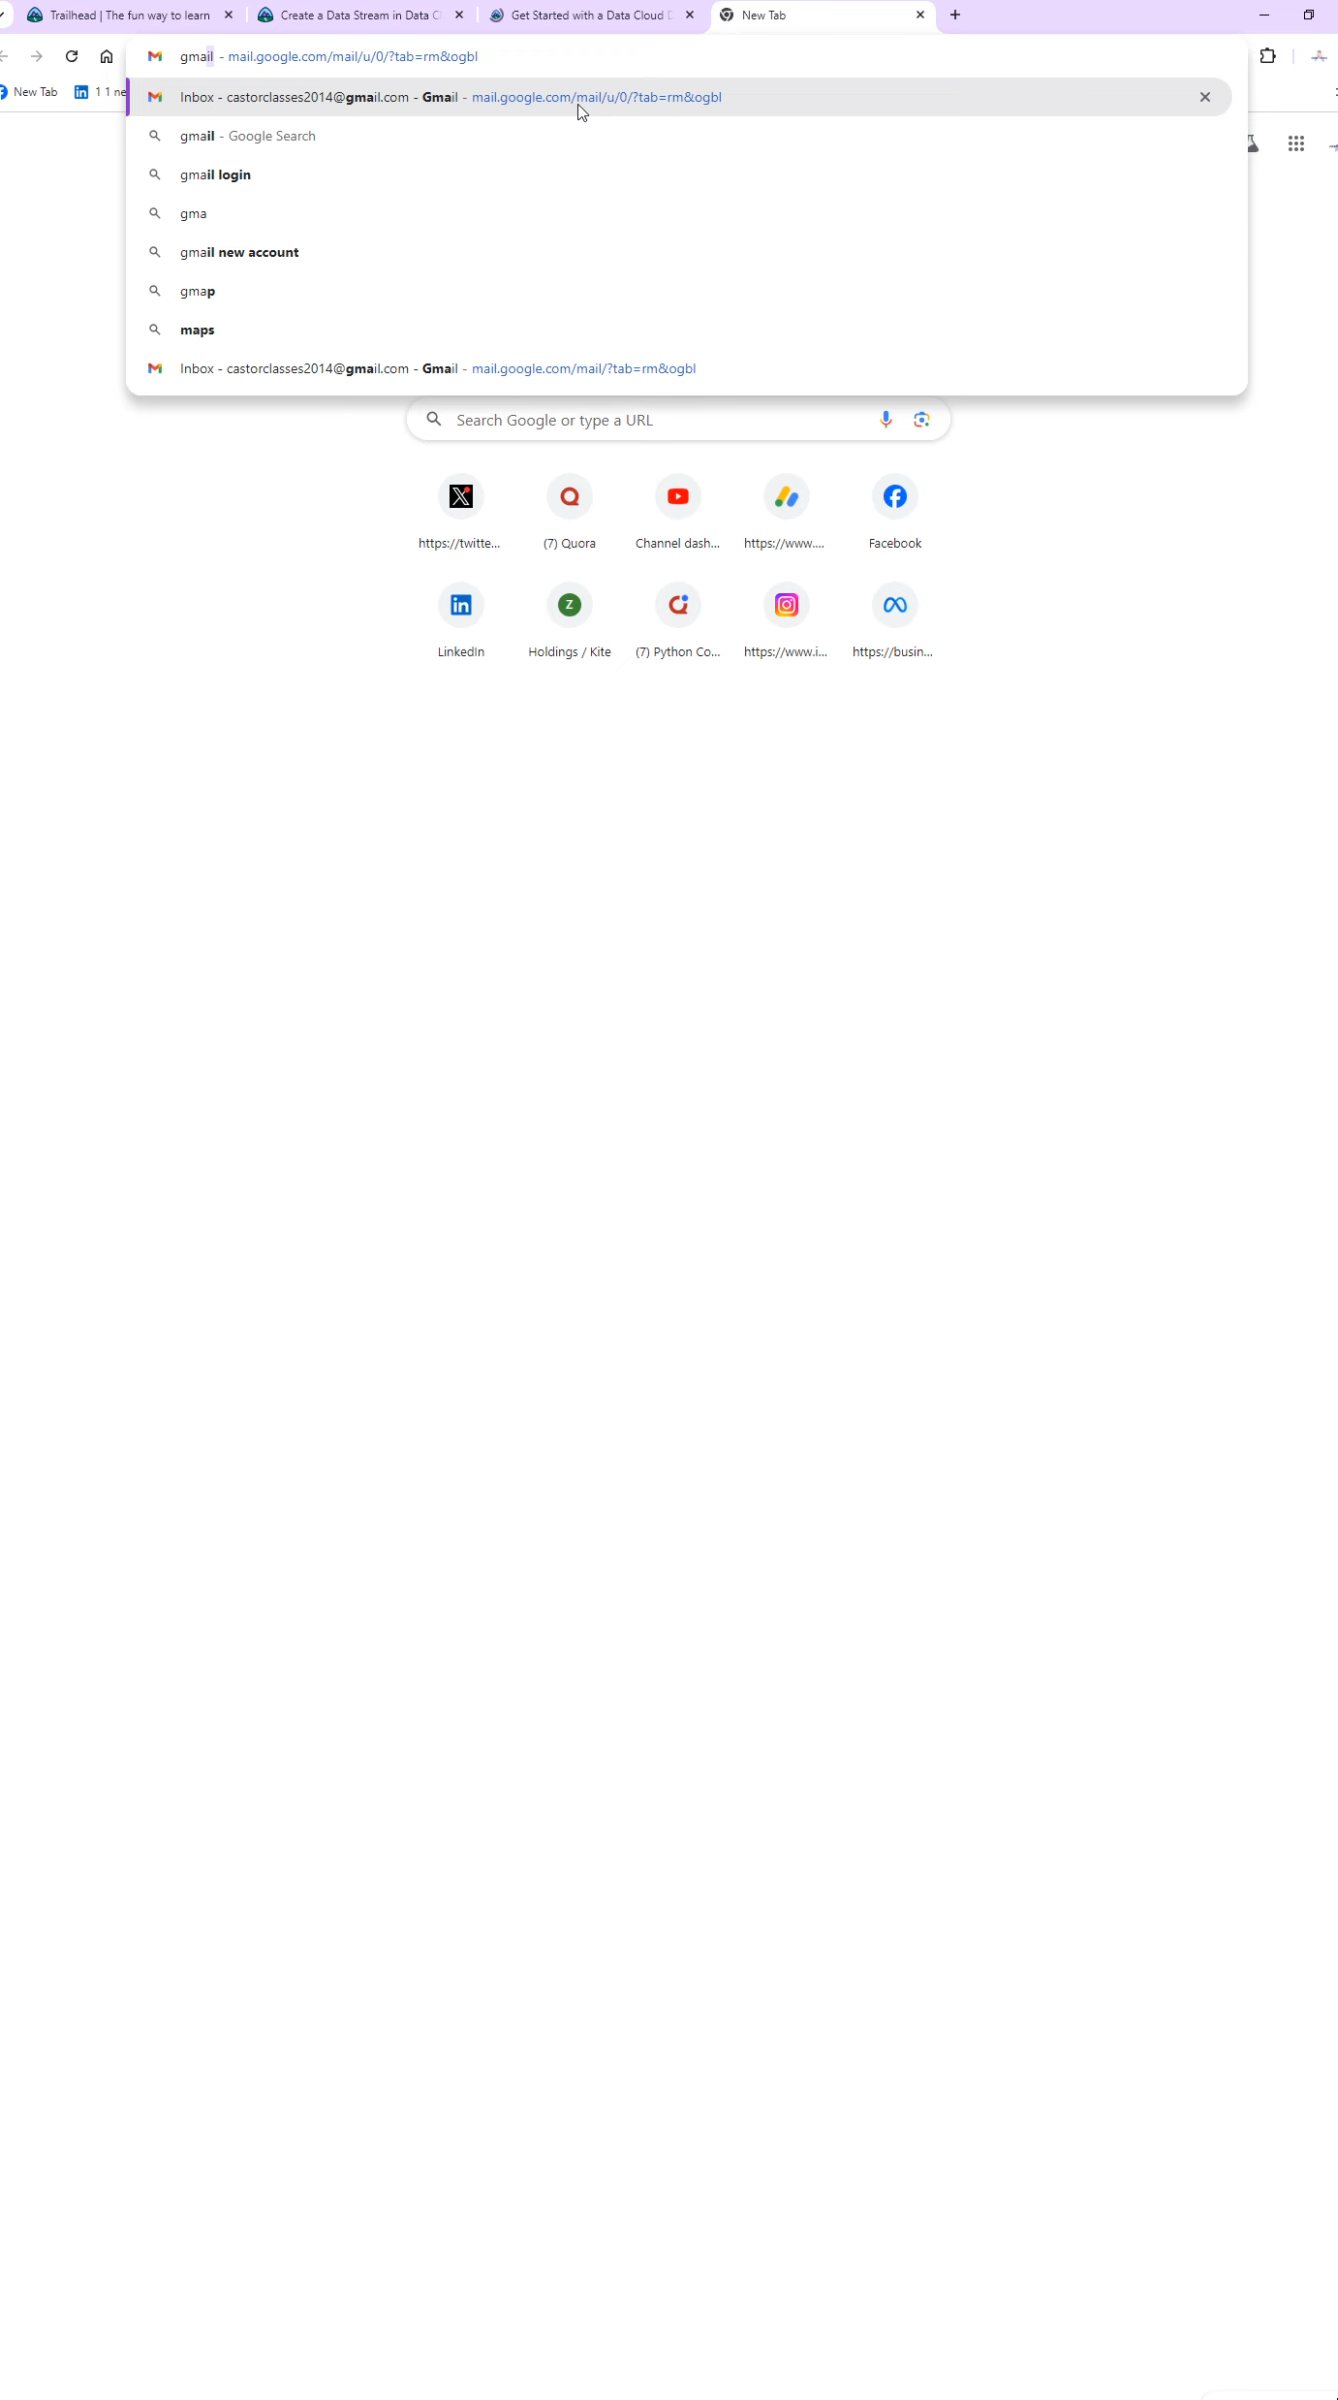 Trailhead | The fun way to learn
Create a Data Stream in Data C
Get Started with a Data Cloud D
New Tab
gmail - mail.google.com/mail/u/0/?tab=rm&ogbl
New Tab
1 1 ne
Inbox - castorclasses2014@gmail.com - Gmail - mail.google.com/mail/u/0/?tab=rm&ogbl
gmail - Google Search
gmail login
gma
gmail new account
gmap
maps
Inbox - castorclasses2014@gmail.com - Gmail - mail.google.com/mail/?tab=rm&ogbl
Search Google or type a URL
https://twitte...
(7) Quora
Channel dash...
https://www....
Facebook
Z
LinkedIn
Holdings / Kite
(7) Python Co...
https://www.i...
https://busin...